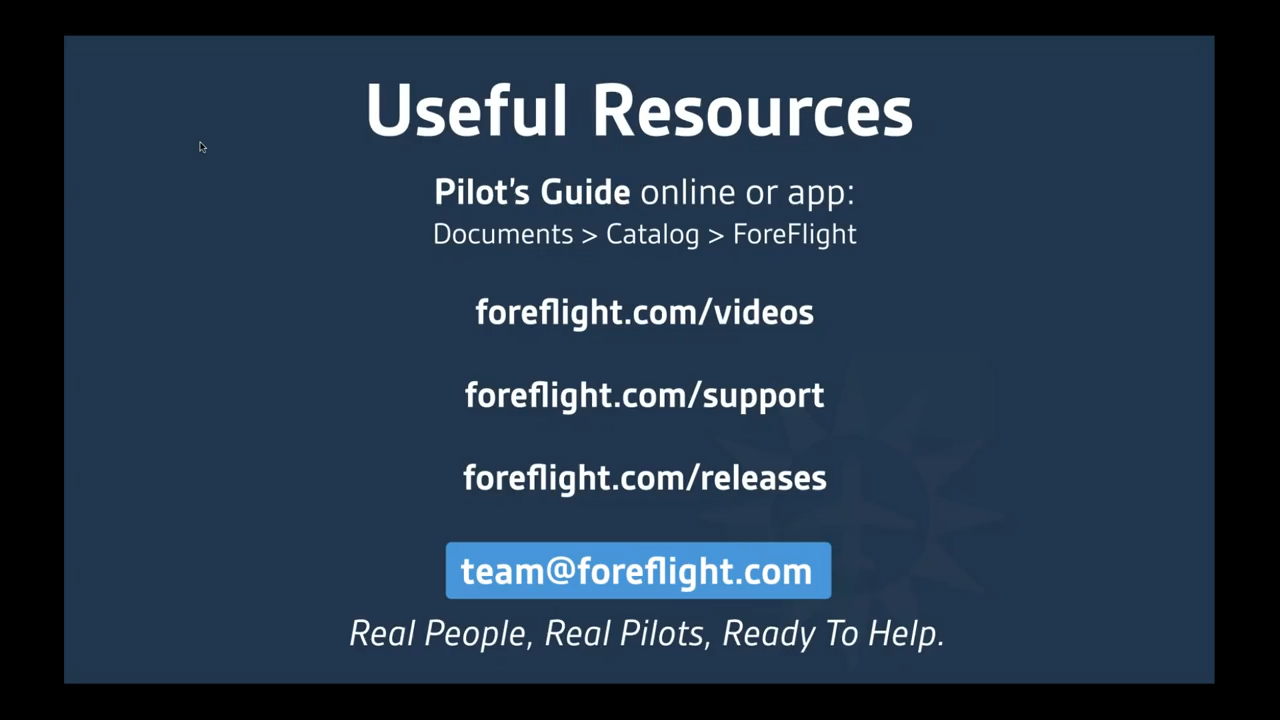 Useful Resources
Pilot's Guide online or app:
Documents > Catalog > ForeFlight
foreflight.com/videos
foreflight.com/support
foreflight.com/releases
team@foreflight.com
Real People, Real Pilots, Ready To Help.